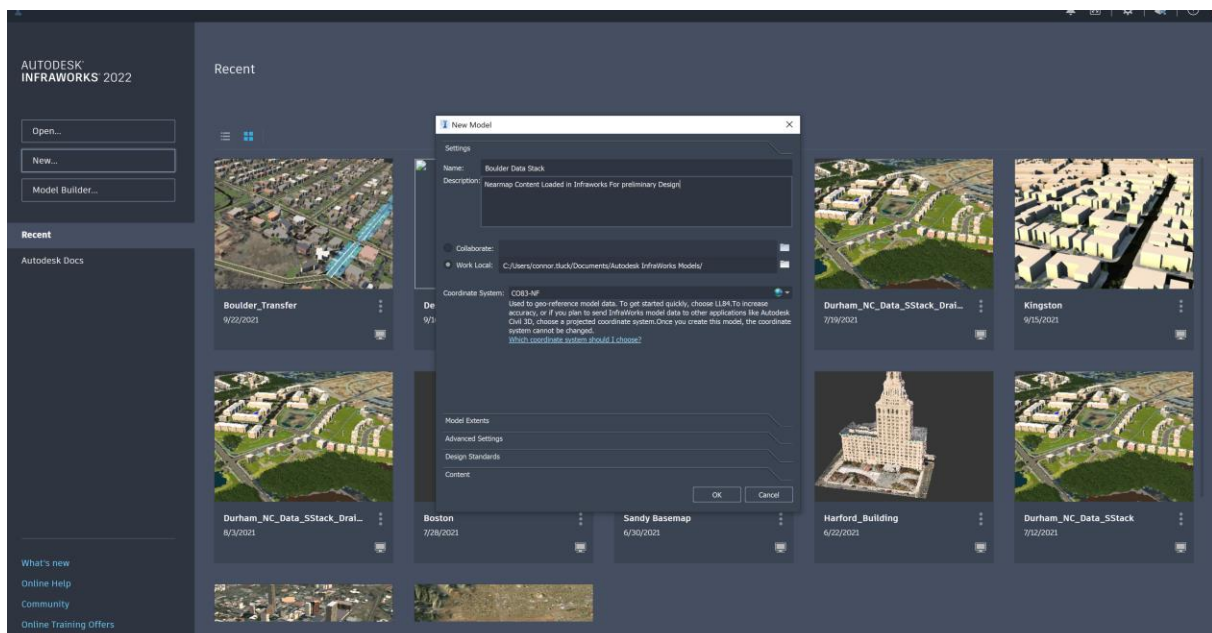 AUTODESK®
INFRAWORKS® 2022
Open...
New...
Model Builder...
Recent
Autodesk Docs
What's new
Online Help
Community
Online Training Offers
Recent
Boulder_Transfer
9/22/2021
De
9/1
Durham_NC_Data_SStack_Drai...
7/19/2021
Kingston
9/15/2021
Durham_NC_Data_SStack_Drai...
8/3/2021
Boston
7/28/2021
Sandy Basemap
6/30/2021
Harford_Building
6/22/2021
Durham_NC_Data_SStack
7/12/2021
New Model
Settings
Name: Boulder Data Stack
Description: Nearmap Content Loaded in Infraworks For preliminary Design
Collaborate:
Work Local: C:/Users/connor.tluck/Documents/Autodesk InfraWorks Models/
Coordinate System: CO83-NF
Used to geo-reference model data. To get started quickly, choose LL84.To increase
accuracy, or if you plan to send InfraWorks model data to other applications like Autodesk
Civil 3D, choose a projected coordinate system.Once you create this model, the coordinate
system cannot be changed.
Which coordinate system should I choose?
Model Extents
Advanced Settings
Design Standards
Content
OK Cancel